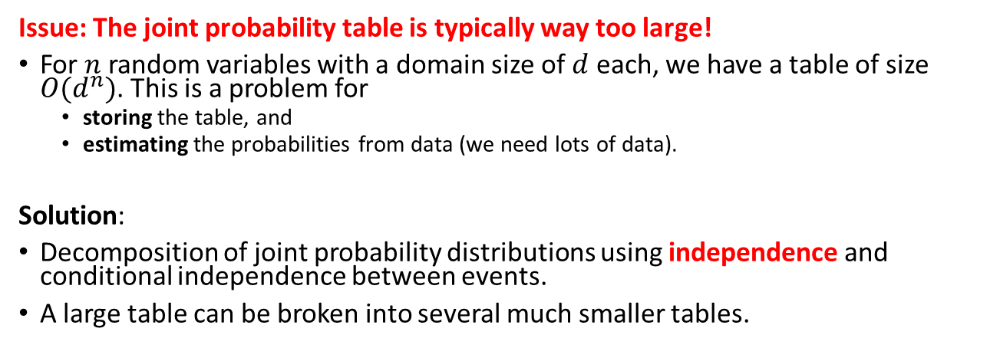 Issue: The joint probability table is typically way too large!
• For n random variables with a domain size of d each, we have a table of size
O(dⁿ). This is a problem for
• storing the table, and
• estimating the probabilities from data (we need lots of data).
Solution:
• Decomposition of joint probability distributions using independence and
conditional independence between events.
• A large table can be broken into several much smaller tables.